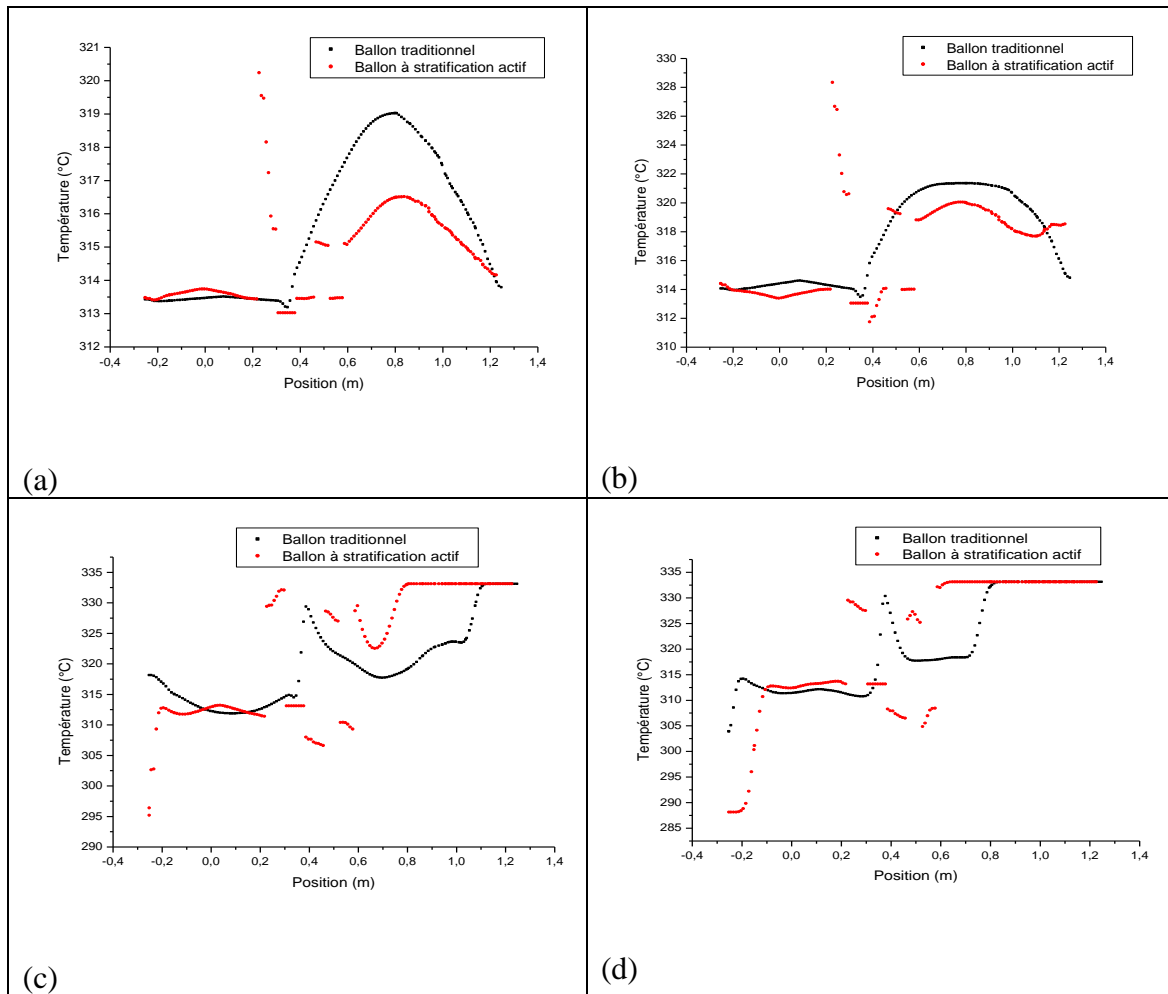 Ballon traditionnel
Ballon à stratification actif
321
320
319
318
317
316
315
314
313
312
Température (°C)
-0,4 -0,2 0,0 0,2 0,4 0,6 0,8 1,0 1,2 1,4
Position (m)
(a)
Ballon traditionnel
Ballon à stratification actif
330
328
326
324
322
320
318
316
314
312
310
Température (°C)
-0,4 -0,2 0,0 0,2 0,4 0,6 0,8 1,0 1,2 1,4
Position (m)
(b)
Ballon traditionnel
Ballon à stratification actif
335
330
325
320
315
310
305
300
295
290
Température (°C)
-0,4 -0,2 0,0 0,2 0,4 0,6 0,8 1,0 1,2 1,4
Position (m)
(c)
Ballon traditionnel
Ballon à stratification actif
335
330
325
320
315
310
305
300
295
290
285
Température (°C)
-0,4 -0,2 0,0 0,2 0,4 0,6 0,8 1,0 1,2 1,4
Position (m)
(d)